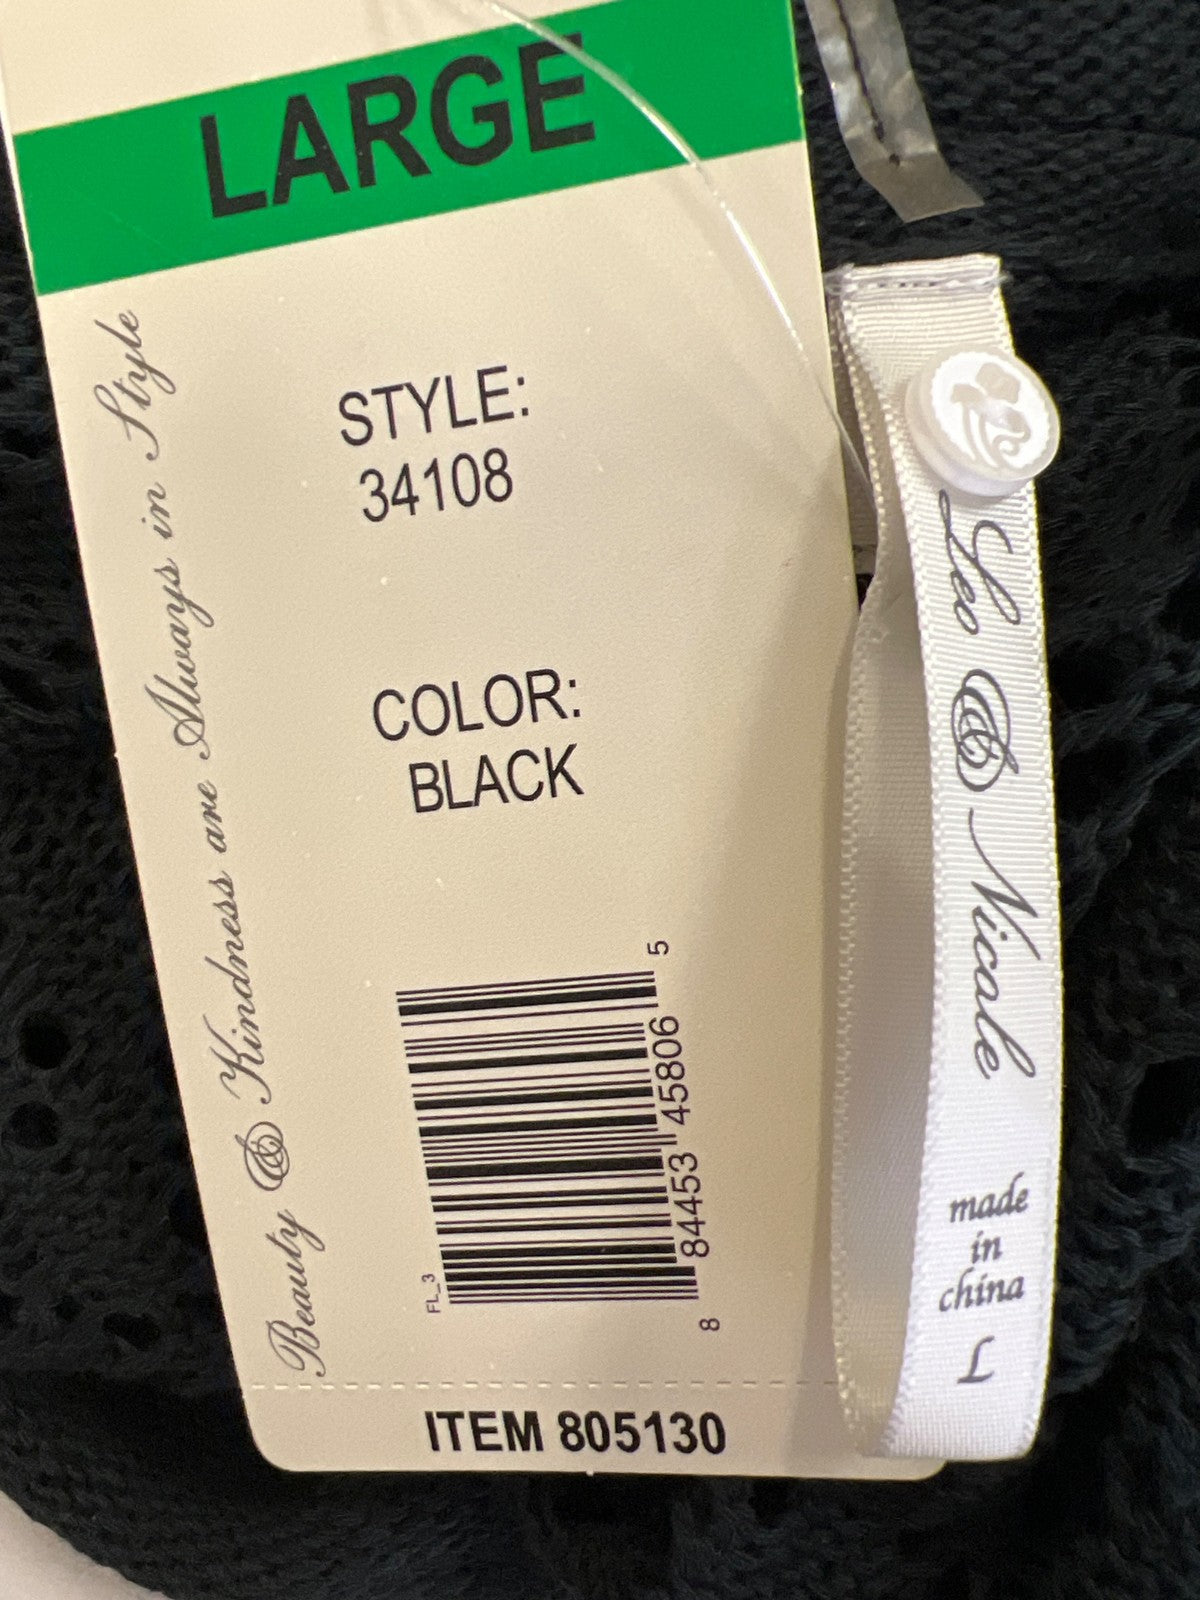 LARGE
STYLE:
34108
COLOR:
BLACK
Beauty & Kindness are Always in Style
FL_3
8 84453 45806 5
ITEM 805130
Leo & Nicole
made
in
china
L